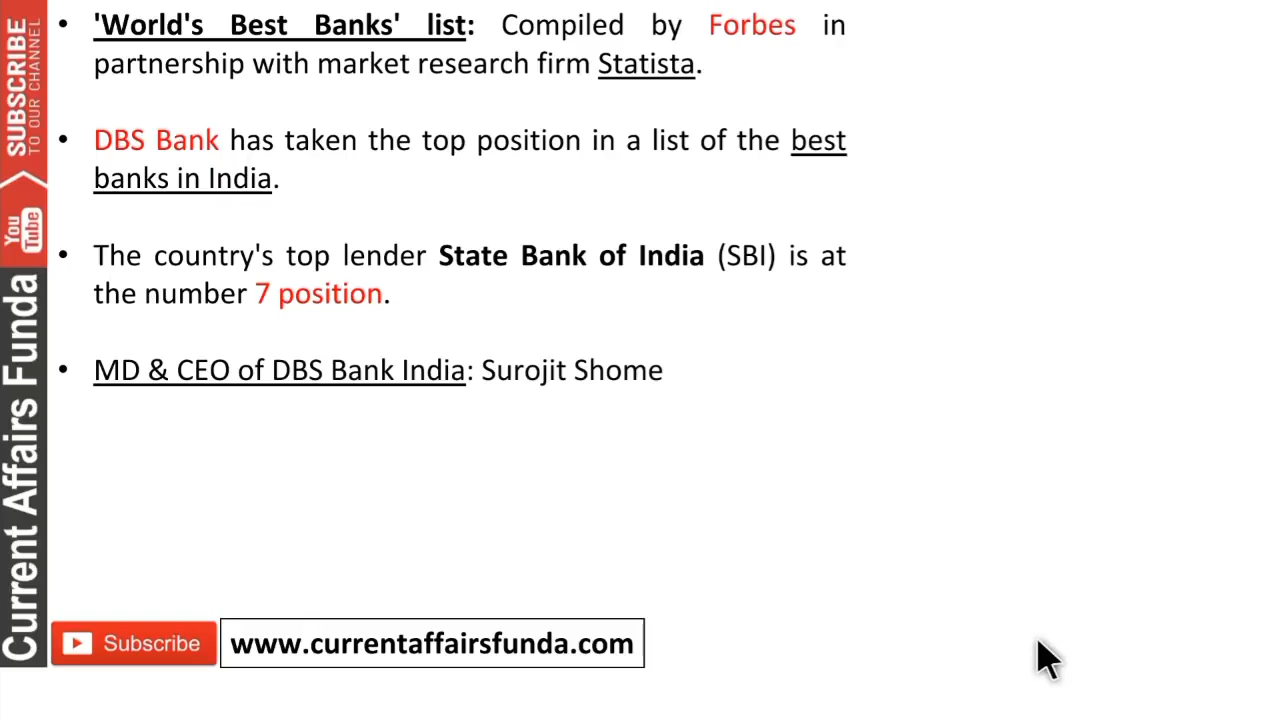 • 'World's Best Banks' list: Compiled by Forbes in
partnership with market research firm Statista.
• DBS Bank has taken the top position in a list of the best
banks in India.
• The country's top lender State Bank of India (SBI) is at
the number 7 position.
• MD & CEO of DBS Bank India: Surojit Shome
SUBSCRIBE
TO OUR CHANNEL
You
Tube
Current Affairs Funda
Subscribe
www.currentaffairsfunda.com